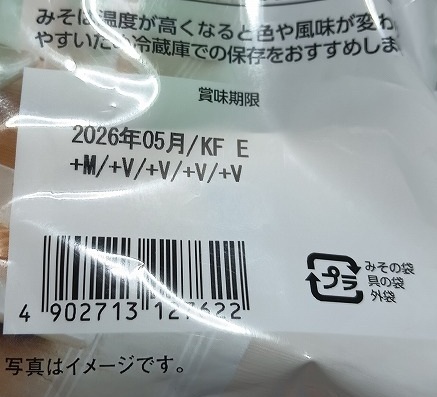 みそは温度が高くなると色や風味が変わ
やすいため冷蔵庫での保存をおすすめしま
賞味期限
2026年05月/KF E
+M/+V/+V/+V/+V
4 902713 127622
プラ
みその袋
具の袋
外袋
写真はイメージです。